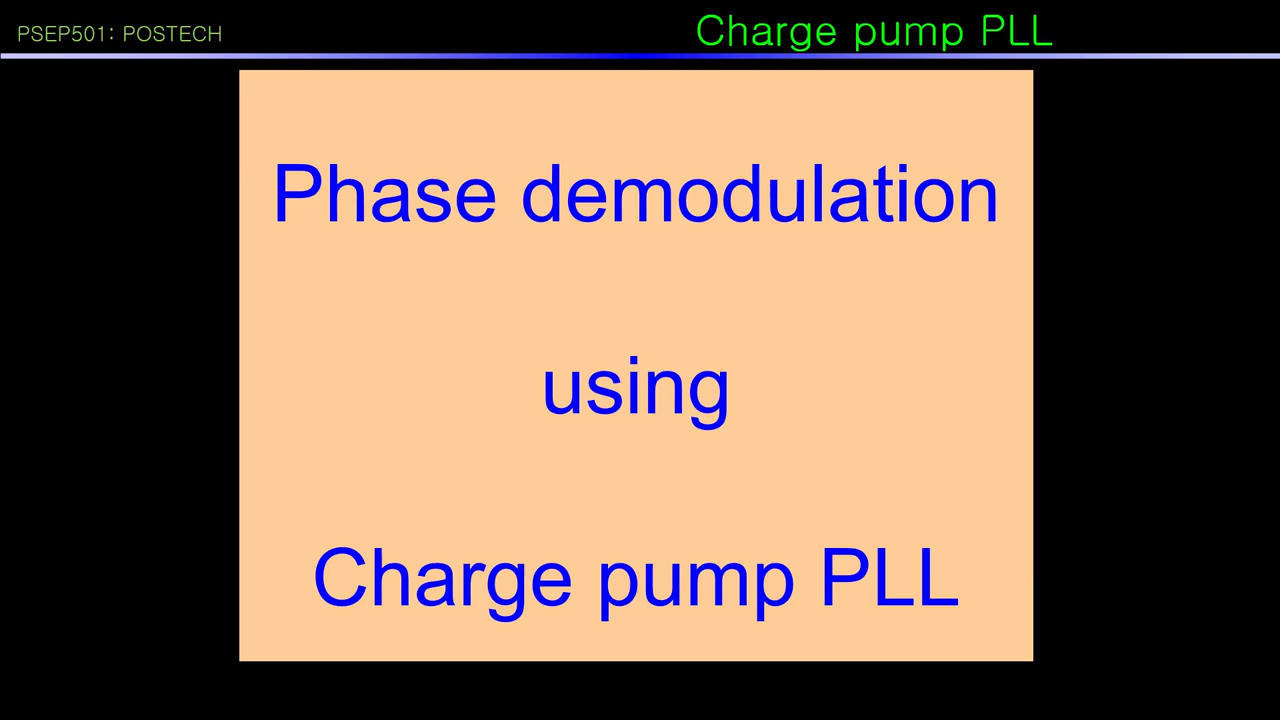 PSEP501: POSTECH
Charge pump PLL
Phase demodulation
using
Charge pump PLL